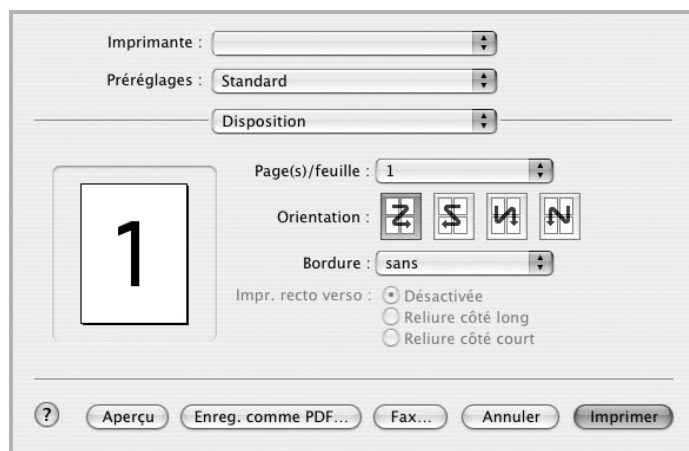 Imprimante :
Préréglages : Standard
Disposition
Page(s)/feuille : 1
1
Orientation :
Bordure : sans
Impr. recto verso : Désactivée
Reliure côté long
Reliure côté court
? Aperçu Enreg. comme PDF... Fax... Annuler Imprimer